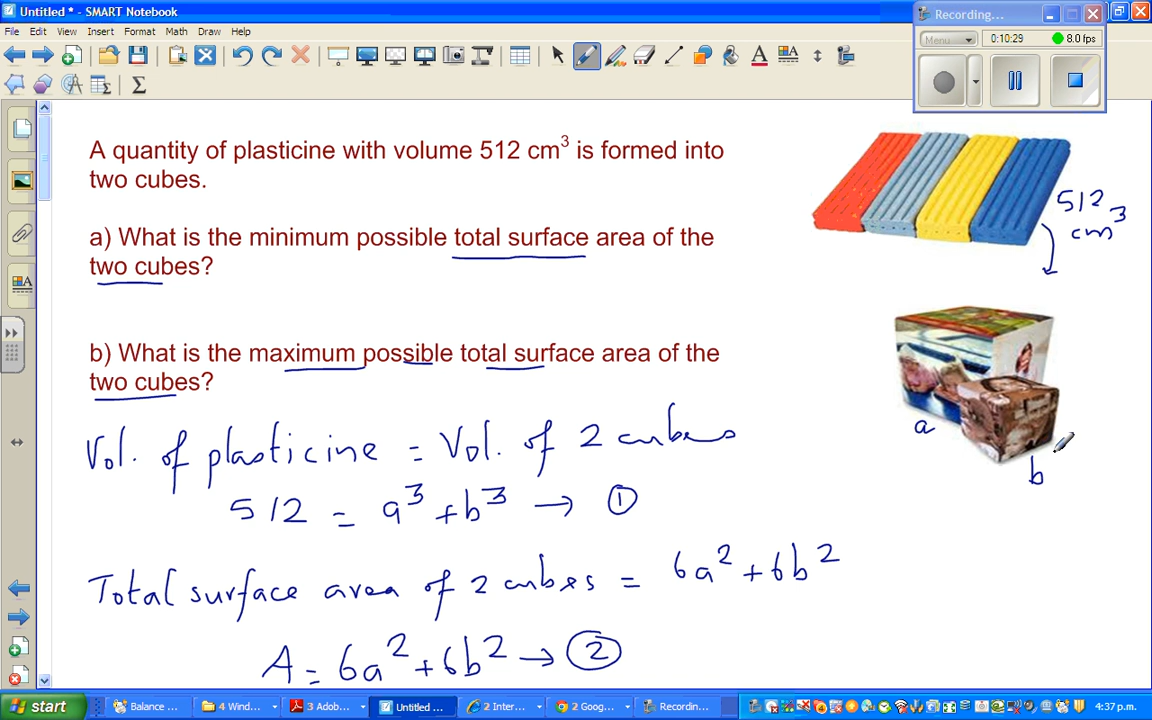 Untitled * - SMART Notebook
Recording...
File Edit View Insert Format Math Draw Help
Menu 0:10:29 8.0 fps
A quantity of plasticine with volume 512 cm³ is formed into
two cubes.
a) What is the minimum possible total surface area of the
two cubes?
b) What is the maximum possible total surface area of the
two cubes?
512
cm³
a
b
Vol. of plasticine = Vol. of 2 cubes
512 = a³ + b³ → ①
Total surface area of 2 cubes = 6a² + 6b²
A = 6a² + 6b² → ②
start Balance ... 4 Wind... 3 Adob... Untitled ... 2 Inter... 2 Goog... Recordin... 4:37 p.m.